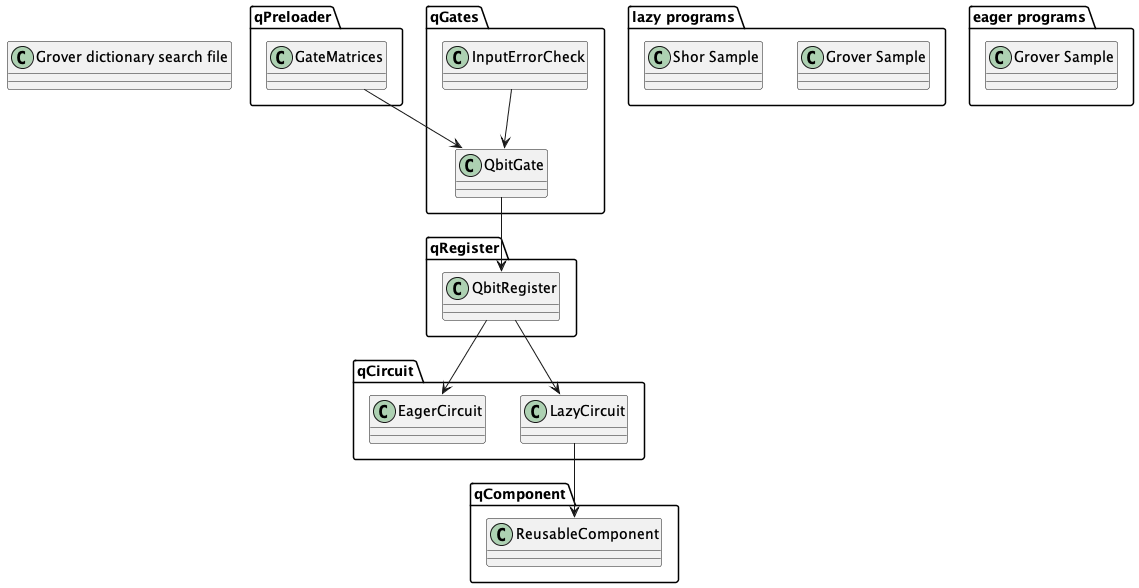 qPreloader
qGates
lazy programs
eager programs
C Grover dictionary search file
C GateMatrices
C InputErrorCheck
C Shor Sample
C Grover Sample
C Grover Sample
C QbitGate
qRegister
C QbitRegister
qCircuit
C EagerCircuit
C LazyCircuit
qComponent
C ReusableComponent